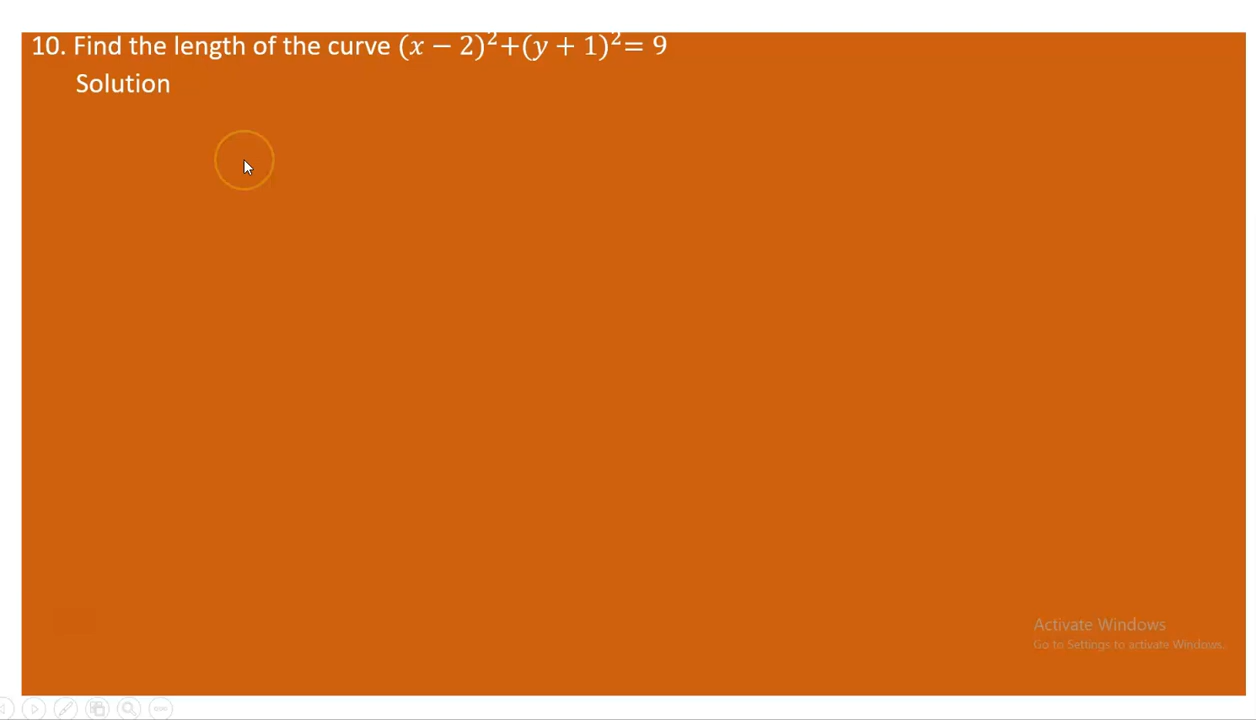 10. Find the length of the curve (x − 2)²+(y + 1)²= 9
Solution
Activate Windows
Go to Settings to activate Windows.